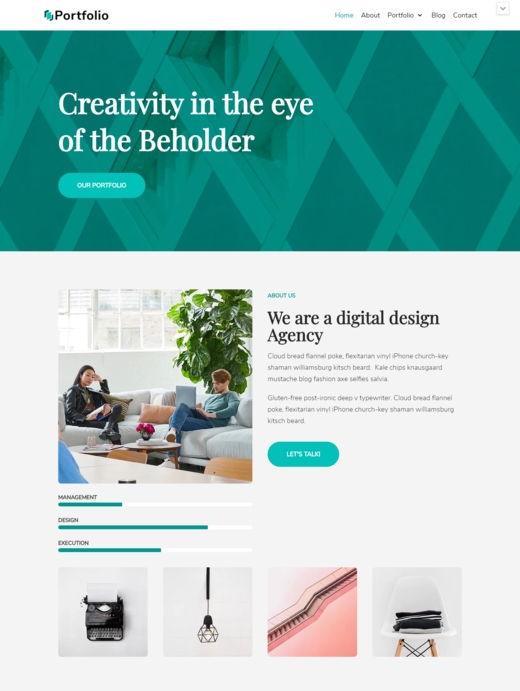 Portfolio
Home About Portfolio Blog Contact
Creativity in the eye
of the Beholder
OUR PORTFOLIO
ABOUT US
We are a digital design
Agency
Cloud bread flannel poke, flexitarian vinyl iPhone church-key
shaman williamsburg kitsch beard. Kale chips knausgaard
mustache blog fashion axe selfies salvia.
Gluten-free post-ironic deep v typewriter. Cloud bread flannel
poke, flexitarian vinyl iPhone church-key shaman williamsburg
kitsch beard.
LET'S TALK!
MANAGEMENT
DESIGN
EXECUTION